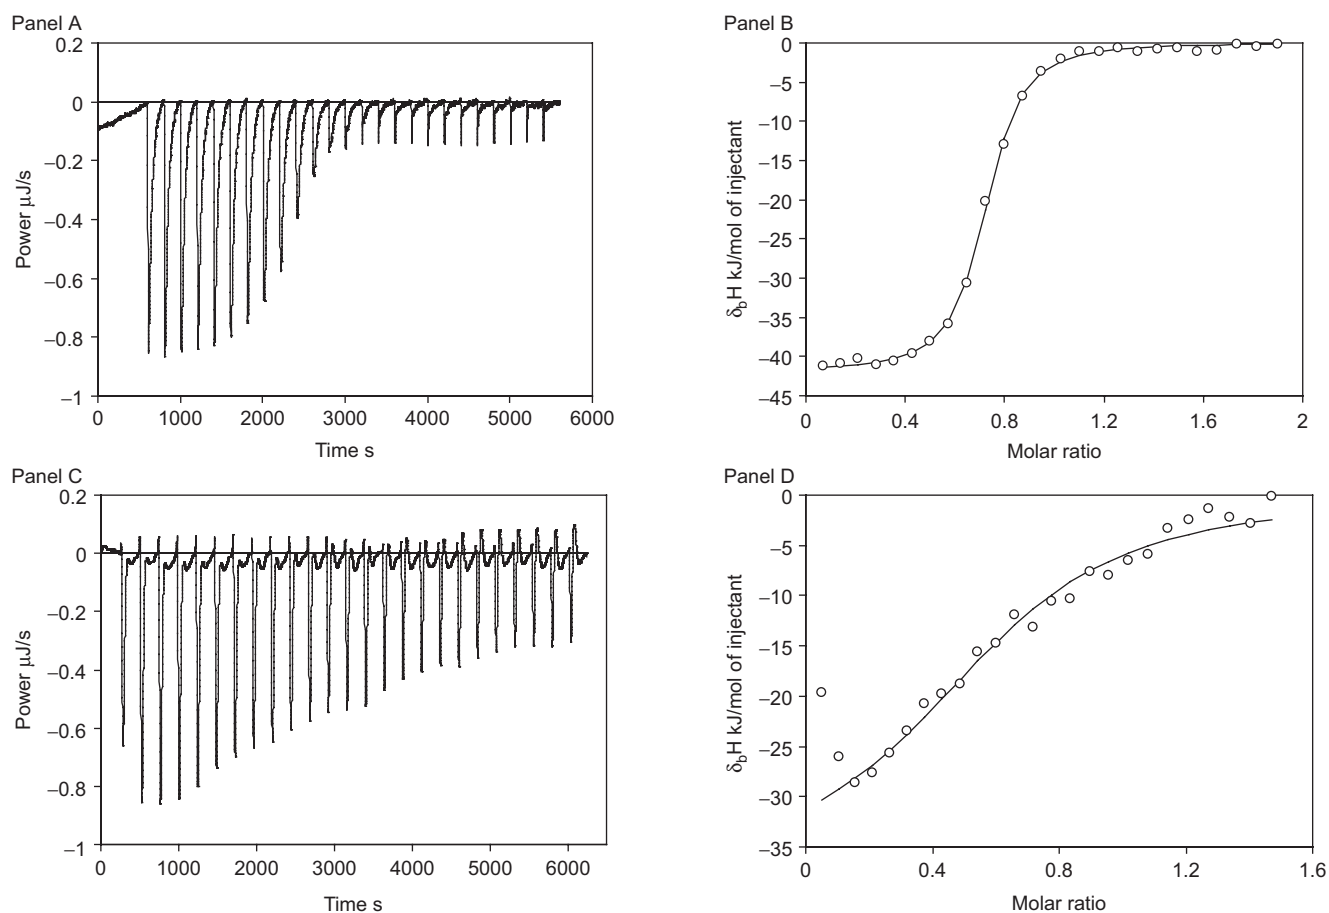 Panel A
0.2
0
–0.2
–0.4
–0.6
–0.8
–1
Power μJ/s
0 1000 2000 3000 4000 5000 6000
Time s
Panel B
0
–5
–10
–15
–20
–25
–30
–35
–40
–45
δbH kJ/mol of injectant
0 0.4 0.8 1.2 1.6 2
Molar ratio
Panel C
0.2
0
–0.2
–0.4
–0.6
–0.8
–1
Power μJ/s
0 1000 2000 3000 4000 5000 6000
Time s
Panel D
0
–5
–10
–15
–20
–25
–30
–35
δbH kJ/mol of injectant
0 0.4 0.8 1.2 1.6
Molar ratio